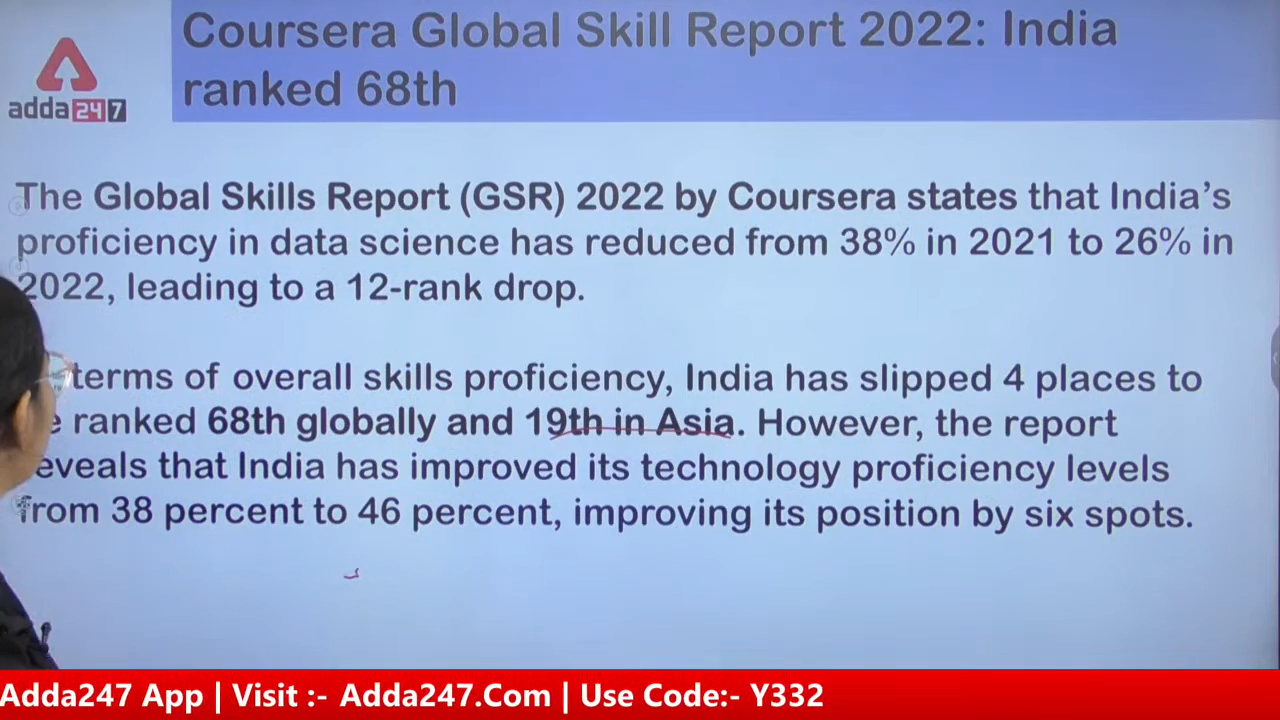 Coursera Global Skill Report 2022: India
ranked 68th
adda247
The Global Skills Report (GSR) 2022 by Coursera states that India's
proficiency in data science has reduced from 38% in 2021 to 26% in
2022, leading to a 12-rank drop.
terms of overall skills proficiency, India has slipped 4 places to
ranked 68th globally and 19th in Asia. However, the report
eveals that India has improved its technology proficiency levels
from 38 percent to 46 percent, improving its position by six spots.
Adda247 App | Visit :- Adda247.Com | Use Code:- Y332